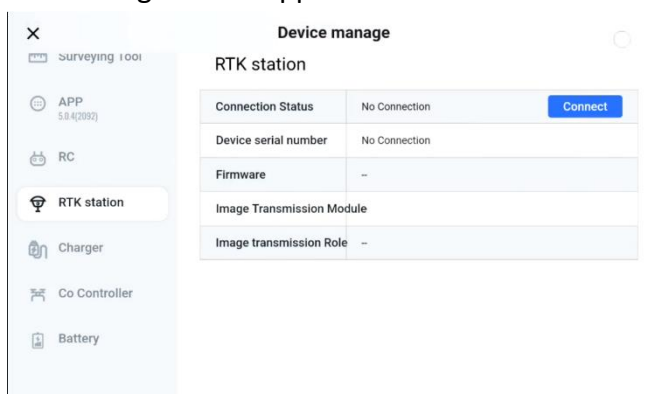 Device manage
Surveying Tool
APP
5.0.4(2092)
RC
RTK station
Charger
Co Controller
Battery
RTK station
Connection Status No Connection Connect
Device serial number No Connection
Firmware –
Image Transmission Module
Image transmission Role –